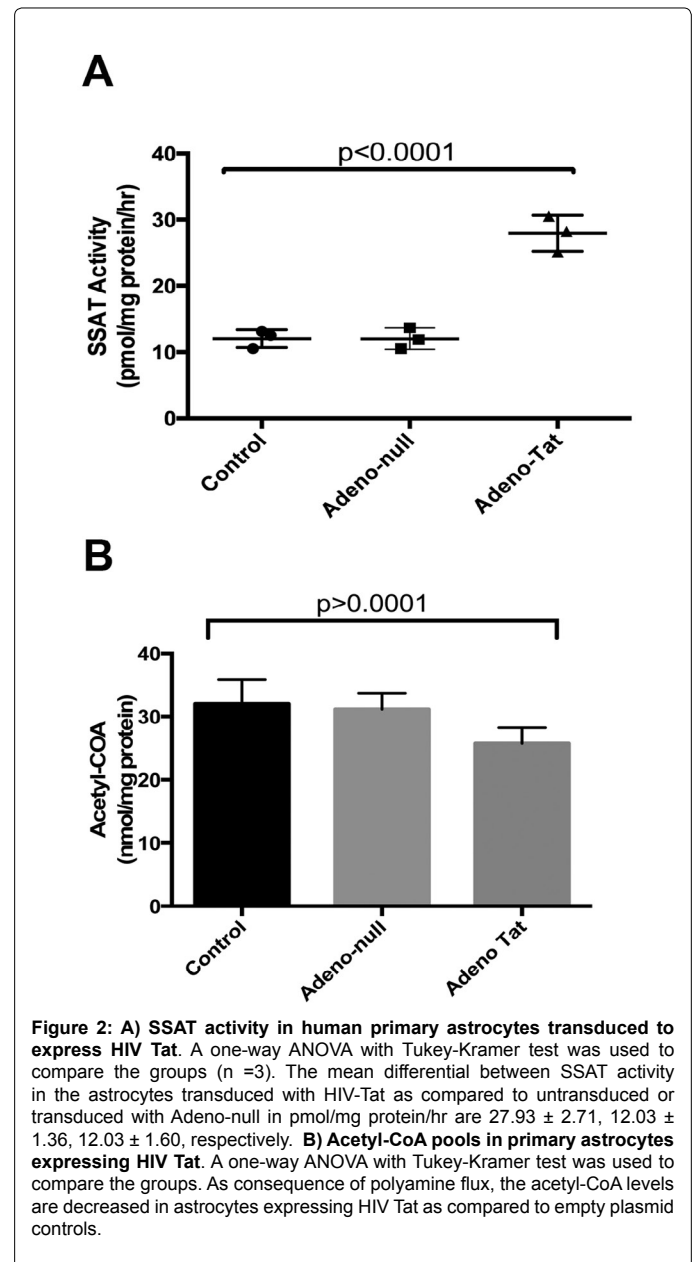 A
p<0.0001
40
30
20
10
0
SSAT Activity
(pmol/mg protein/hr)
Control
Adeno-null
Adeno-Tat
B
p>0.0001
40
30
20
10
0
Acetyl-COA
(nmol/mg protein)
Control
Adeno-null
Adeno Tat
Figure 2: A) SSAT activity in human primary astrocytes transduced to
express HIV Tat. A one-way ANOVA with Tukey-Kramer test was used to
compare the groups (n =3). The mean differential between SSAT activity
in the astrocytes transduced with HIV-Tat as compared to untransduced or
transduced with Adeno-null in pmol/mg protein/hr are 27.93 ± 2.71, 12.03 ±
1.36, 12.03 ± 1.60, respectively. B) Acetyl-CoA pools in primary astrocytes
expressing HIV Tat. A one-way ANOVA with Tukey-Kramer test was used to
compare the groups. As consequence of polyamine flux, the acetyl-CoA levels
are decreased in astrocytes expressing HIV Tat as compared to empty plasmid
controls.